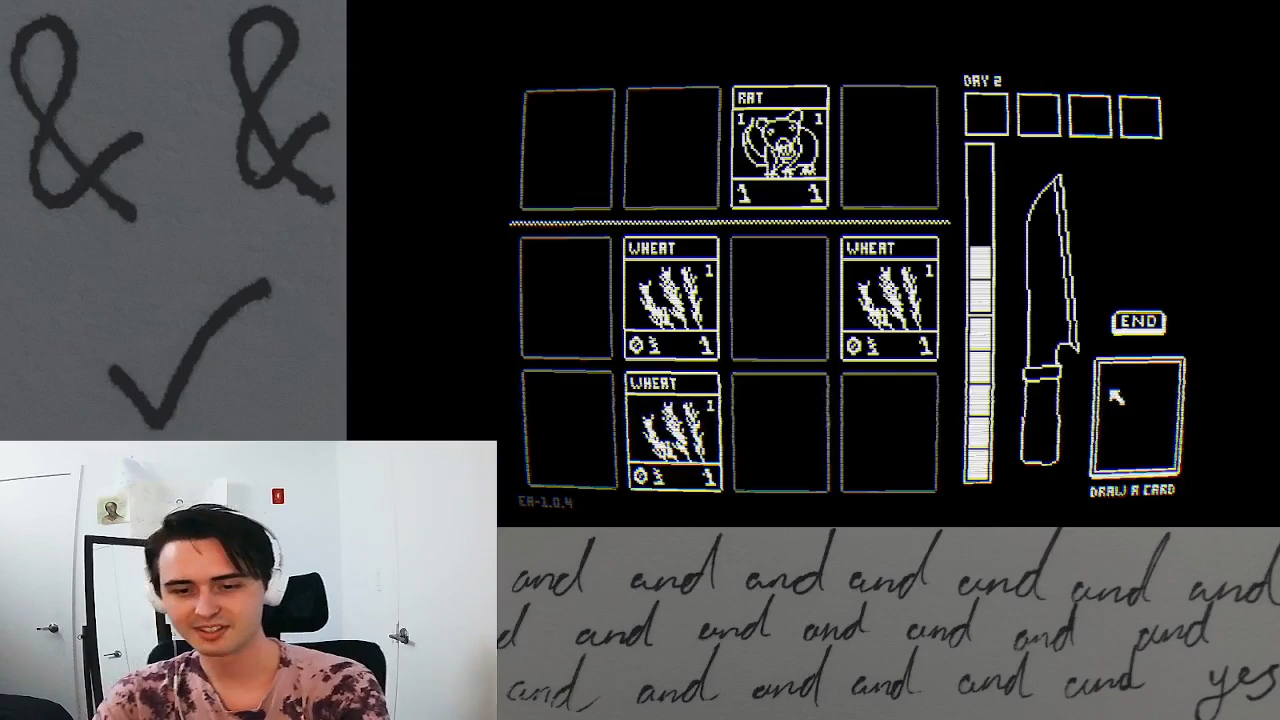 & &
DAY 2
RAT
1 1
1 1
WHEAT WHEAT
1 1
0 1 0 1
END
WHEAT
1
0 1
DRAW A CARD
EA-1.0.4
and and and and and and and
d and and and and and and
and and and and and and yes